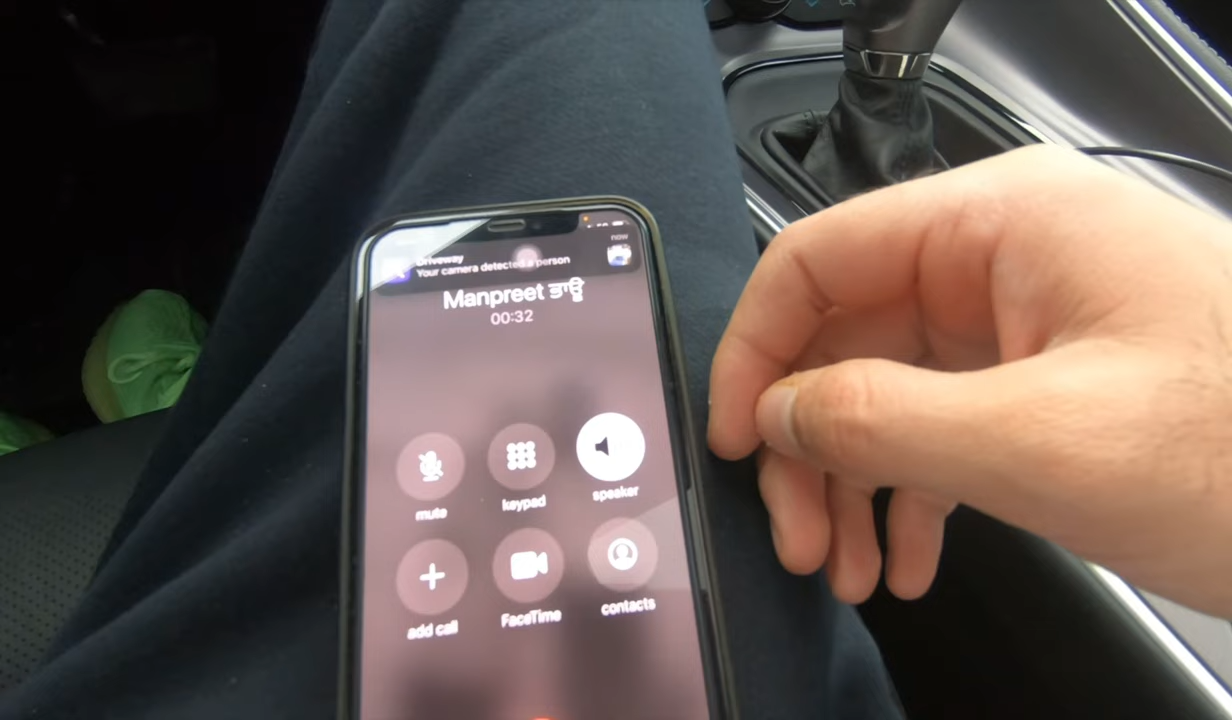 now
Driveway
Your camera detected a person
Manpreet ਤਾਊ
00:32
mute
keypad
speaker
add call
FaceTime
contacts